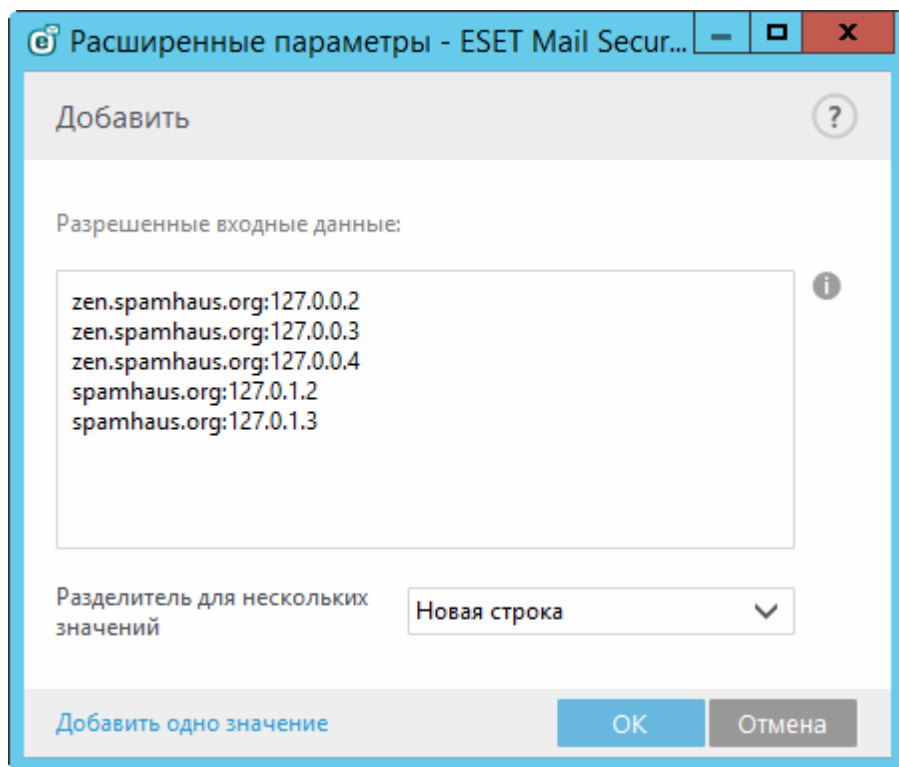 Расширенные параметры - ESET Mail Secur...
Добавить
?
Разрешенные входные данные:
zen.spamhaus.org:127.0.0.2
zen.spamhaus.org:127.0.0.3
zen.spamhaus.org:127.0.0.4
spamhaus.org:127.0.1.2
spamhaus.org:127.0.1.3
Разделитель для нескольких
значений
Новая строка
Добавить одно значение
OK
Отмена